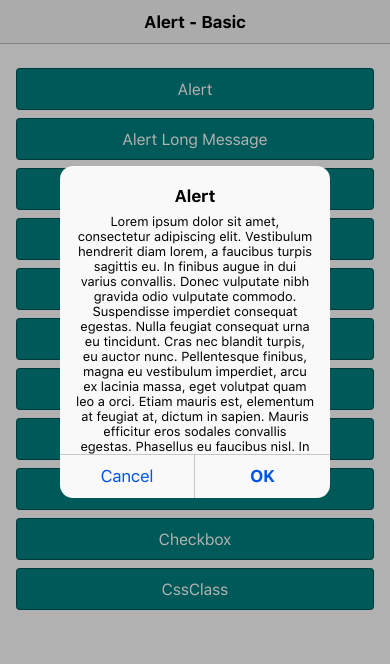 Alert - Basic
Alert
Alert Long Message
Alert
Lorem ipsum dolor sit amet,
consectetur adipiscing elit. Vestibulum
hendrerit diam lorem, a faucibus turpis
sagittis eu. In finibus augue in dui
varius convallis. Donec vulputate nibh
gravida odio vulputate commodo.
Suspendisse imperdiet consequat
egestas. Nulla feugiat consequat urna
eu tincidunt. Cras nec blandit turpis,
eu auctor nunc. Pellentesque finibus,
magna eu vestibulum imperdiet, arcu
ex lacinia massa, eget volutpat quam
leo a orci. Etiam mauris est, elementum
at feugiat at, dictum in sapien. Mauris
efficitur eros sodales convallis
egestas. Phasellus eu faucibus nisl. In
Cancel OK
Checkbox
CssClass